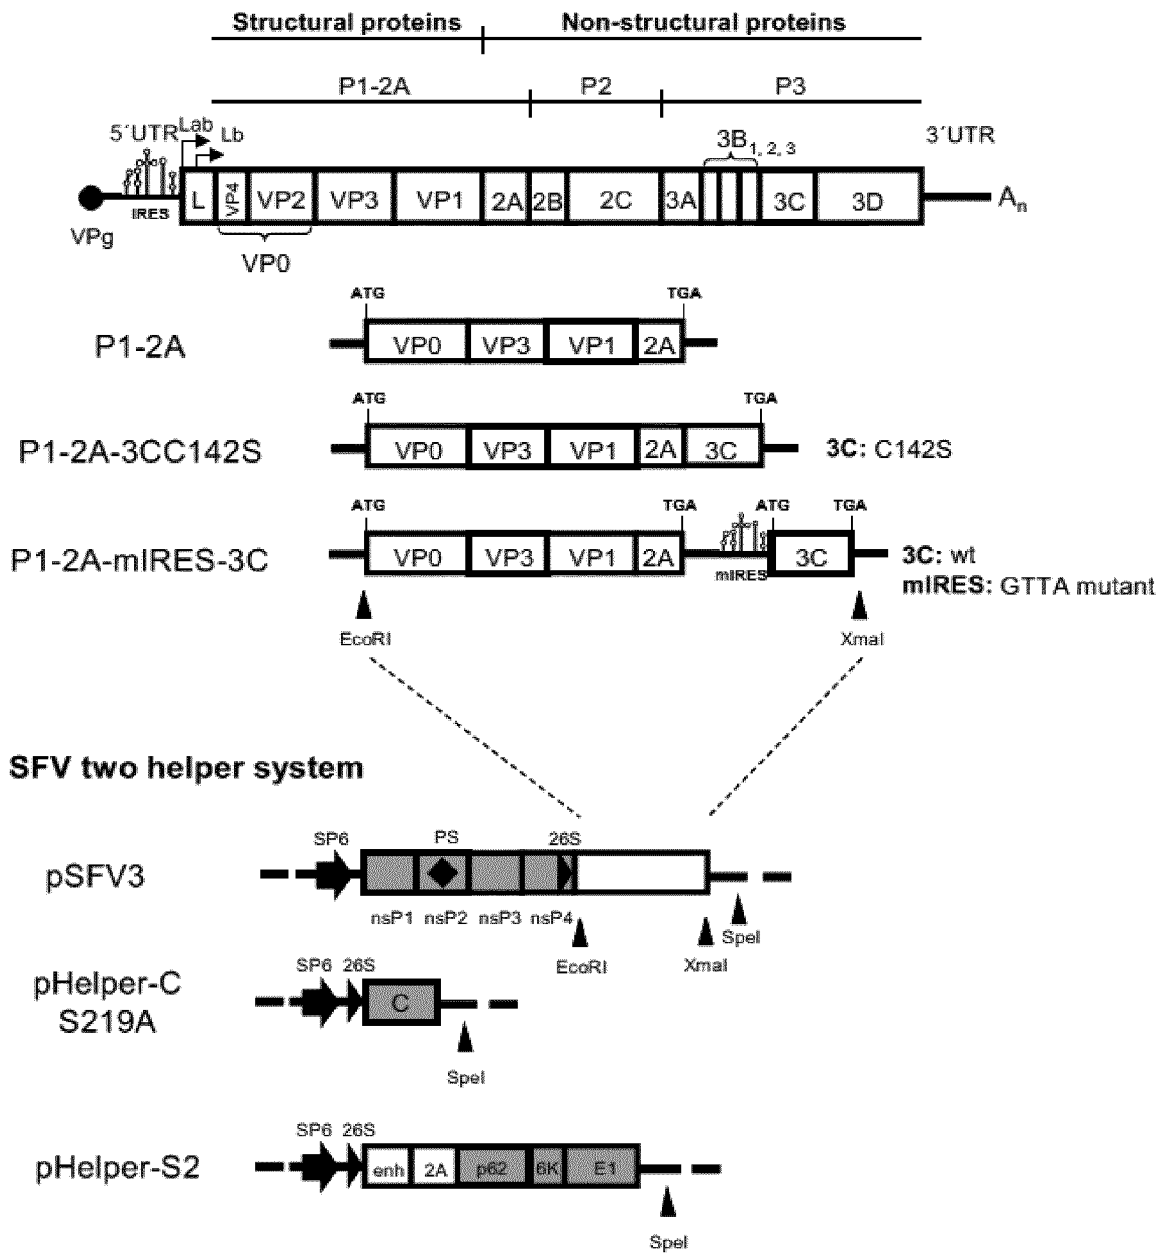 Structural proteins Non-structural proteins
P1-2A P2 P3
5´UTR Lab Lb 3B1, 2, 3 3´UTR
IRES L VP4 VP2 VP3 VP1 2A 2B 2C 3A 3C 3D An
VPg
VP0
ATG TGA
P1-2A VP0 VP3 VP1 2A
ATG TGA
P1-2A-3CC142S VP0 VP3 VP1 2A 3C 3C: C142S
ATG TGA ATG TGA
P1-2A-mIRES-3C VP0 VP3 VP1 2A mIRES 3C 3C: wt
mIRES: GTTA mutant
EcoRI XmaI
SFV two helper system
SP6 PS 26S
pSFV3
nsP1 nsP2 nsP3 nsP4
SpeI
EcoRI XmaI
SP6 26S
pHelper-C C
S219A
SpeI
SP6 26S
pHelper-S2 enh 2A p62 6K E1
SpeI